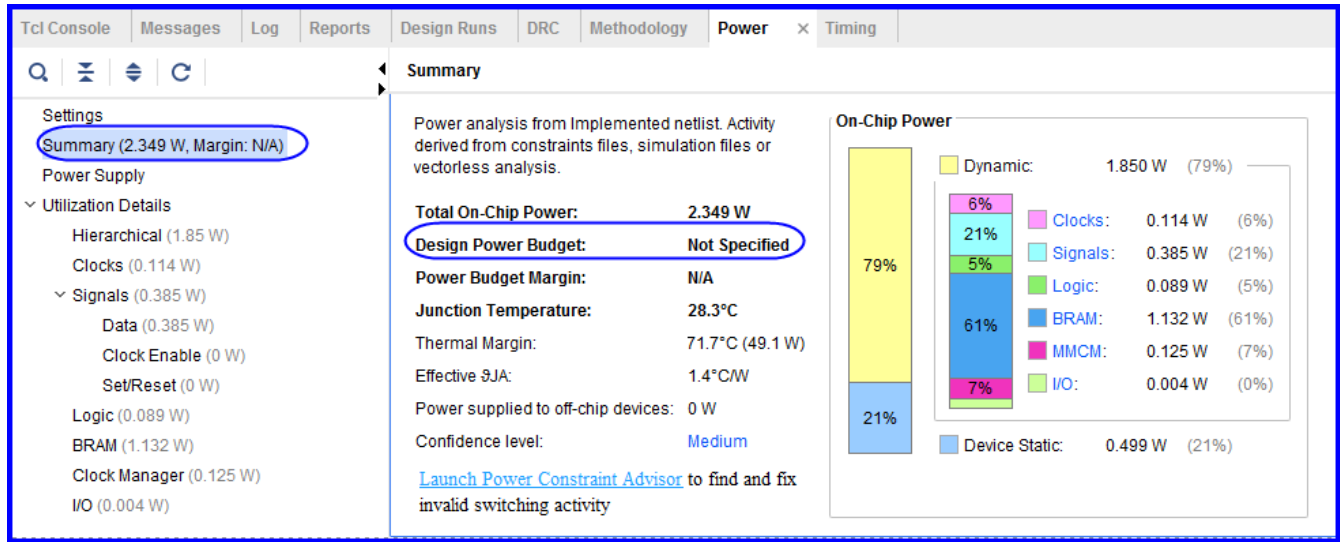 Tcl Console Messages Log Reports Design Runs DRC Methodology Power × Timing
Summary
Settings
Summary (2.349 W, Margin: N/A)
Power Supply
Utilization Details
Hierarchical (1.85 W)
Clocks (0.114 W)
Signals (0.385 W)
Data (0.385 W)
Clock Enable (0 W)
Set/Reset (0 W)
Logic (0.089 W)
BRAM (1.132 W)
Clock Manager (0.125 W)
I/O (0.004 W)
Power analysis from Implemented netlist. Activity
derived from constraints files, simulation files or
vectorless analysis.
Total On-Chip Power: 2.349 W
Design Power Budget: Not Specified
Power Budget Margin: N/A
Junction Temperature: 28.3°C
Thermal Margin: 71.7°C (49.1 W)
Effective ϑJA: 1.4°C/W
Power supplied to off-chip devices: 0 W
Confidence level: Medium
Launch Power Constraint Advisor to find and fix
invalid switching activity
On-Chip Power
79%
21%
Dynamic: 1.850 W (79%)
6%
21%
5%
61%
7%
Clocks: 0.114 W (6%)
Signals: 0.385 W (21%)
Logic: 0.089 W (5%)
BRAM: 1.132 W (61%)
MMCM: 0.125 W (7%)
I/O: 0.004 W (0%)
Device Static: 0.499 W (21%)